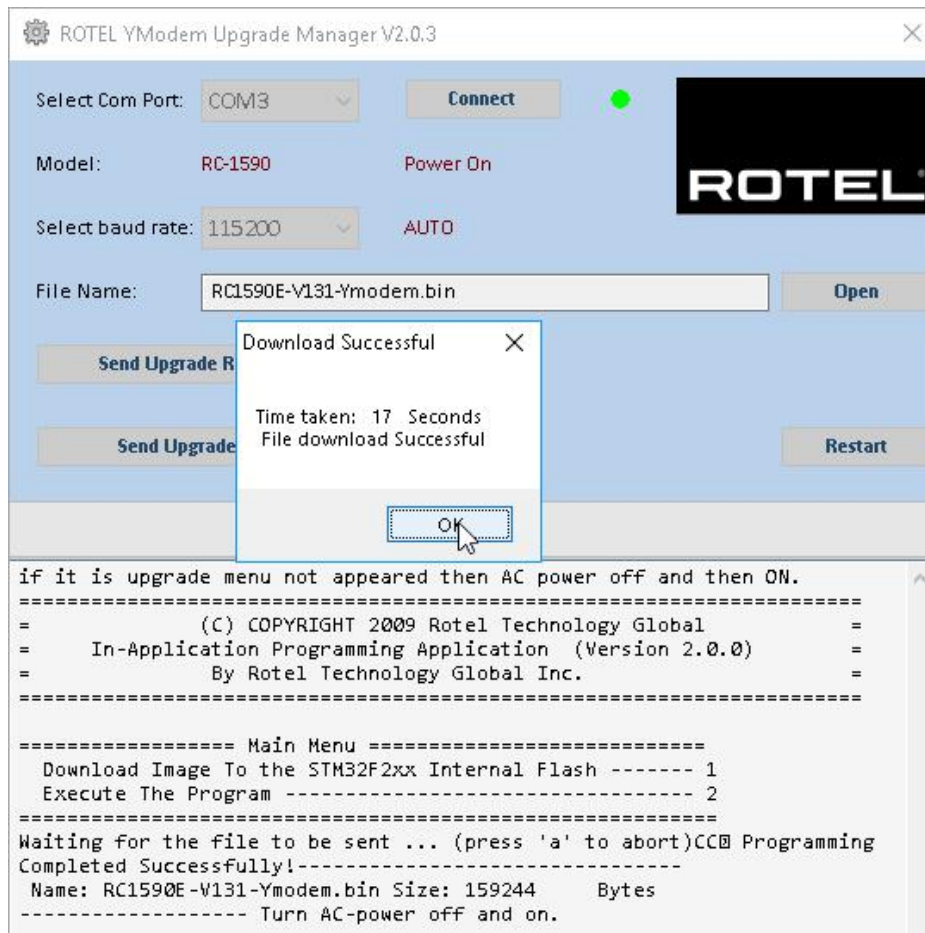 ROTEL YModem Upgrade Manager V2.0.3
Select Com Port: COM3 Connect
Model: RC-1590 Power On
ROTEL
Select baud rate: 115200 AUTO
File Name: RC1590E-V131-Ymodem.bin Open
Download Successful
Send Upgrade R
Time taken: 17 Seconds
File download Successful
Send Upgrade Restart
OK
if it is upgrade menu not appeared then AC power off and then ON.
======================================================================
= (C) COPYRIGHT 2009 Rotel Technology Global =
= In-Application Programming Application (Version 2.0.0) =
= By Rotel Technology Global Inc. =
======================================================================
================== Main Menu ============================
Download Image To the STM32F2xx Internal Flash ------- 1
Execute The Program ---------------------------------- 2
==========================================================
Waiting for the file to be sent ... (press 'a' to abort)CC Programming
Completed Successfully!--------------------------------
Name: RC1590E-V131-Ymodem.bin Size: 159244 Bytes
------------------- Turn AC-power off and on.